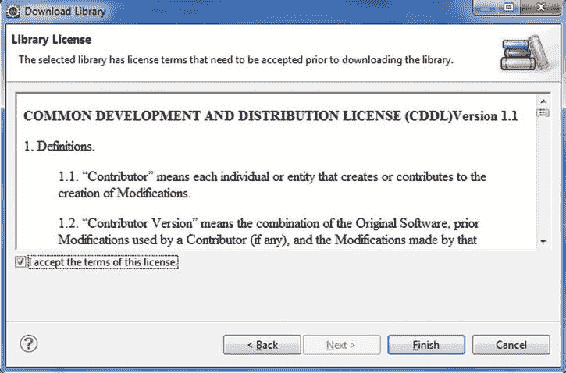 Download Library
Library License
The selected library has license terms that need to be accepted prior to downloading the library.
COMMON DEVELOPMENT AND DISTRIBUTION LICENSE (CDDL)Version 1.1
1. Definitions.
1.1. “Contributor” means each individual or entity that creates or contributes to the
creation of Modifications.
1.2. “Contributor Version” means the combination of the Original Software, prior
Modifications used by a Contributor (if any), and the Modifications made by that
I accept the terms of this license
?
< Back
Next >
Finish
Cancel